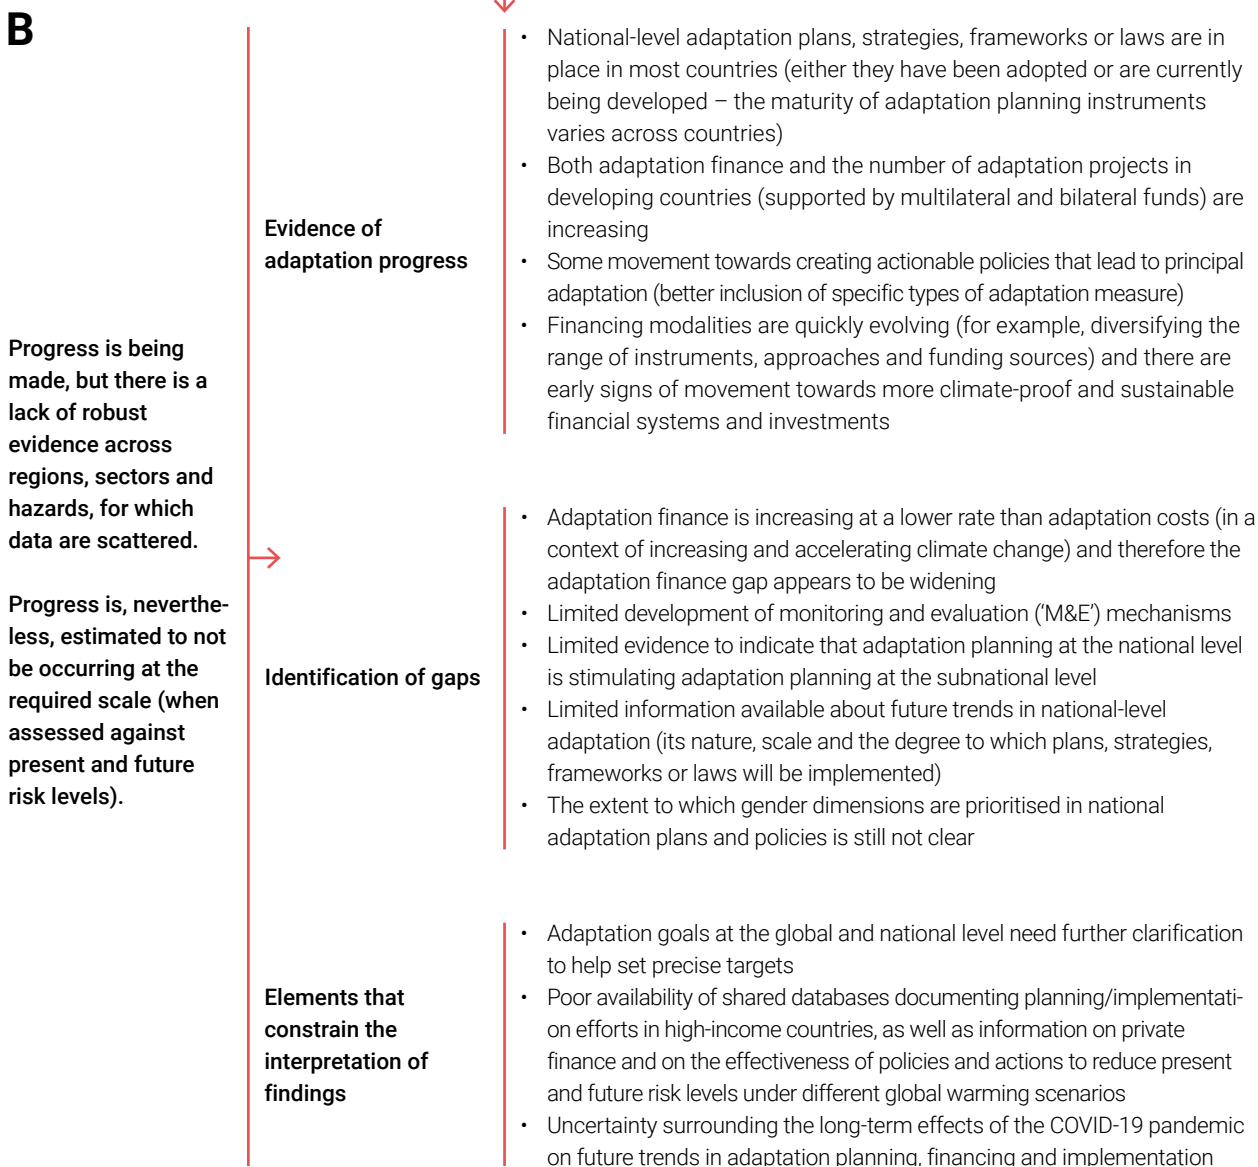 B
Progress is being
made, but there is a
lack of robust
evidence across
regions, sectors and
hazards, for which
data are scattered.
Progress is, neverthe-
less, estimated to not
be occurring at the
required scale (when
assessed against
present and future
risk levels).
Evidence of
adaptation progress
• National-level adaptation plans, strategies, frameworks or laws are in
place in most countries (either they have been adopted or are currently
being developed – the maturity of adaptation planning instruments
varies across countries)
• Both adaptation finance and the number of adaptation projects in
developing countries (supported by multilateral and bilateral funds) are
increasing
• Some movement towards creating actionable policies that lead to principal
adaptation (better inclusion of specific types of adaptation measure)
• Financing modalities are quickly evolving (for example, diversifying the
range of instruments, approaches and funding sources) and there are
early signs of movement towards more climate-proof and sustainable
financial systems and investments
Identification of gaps
• Adaptation finance is increasing at a lower rate than adaptation costs (in a
context of increasing and accelerating climate change) and therefore the
adaptation finance gap appears to be widening
• Limited development of monitoring and evaluation (‘M&E’) mechanisms
• Limited evidence to indicate that adaptation planning at the national level
is stimulating adaptation planning at the subnational level
• Limited information available about future trends in national-level
adaptation (its nature, scale and the degree to which plans, strategies,
frameworks or laws will be implemented)
• The extent to which gender dimensions are prioritised in national
adaptation plans and policies is still not clear
Elements that
constrain the
interpretation of
findings
• Adaptation goals at the global and national level need further clarification
to help set precise targets
• Poor availability of shared databases documenting planning/implementati-
on efforts in high-income countries, as well as information on private
finance and on the effectiveness of policies and actions to reduce present
and future risk levels under different global warming scenarios
• Uncertainty surrounding the long-term effects of the COVID-19 pandemic
on future trends in adaptation planning, financing and implementation